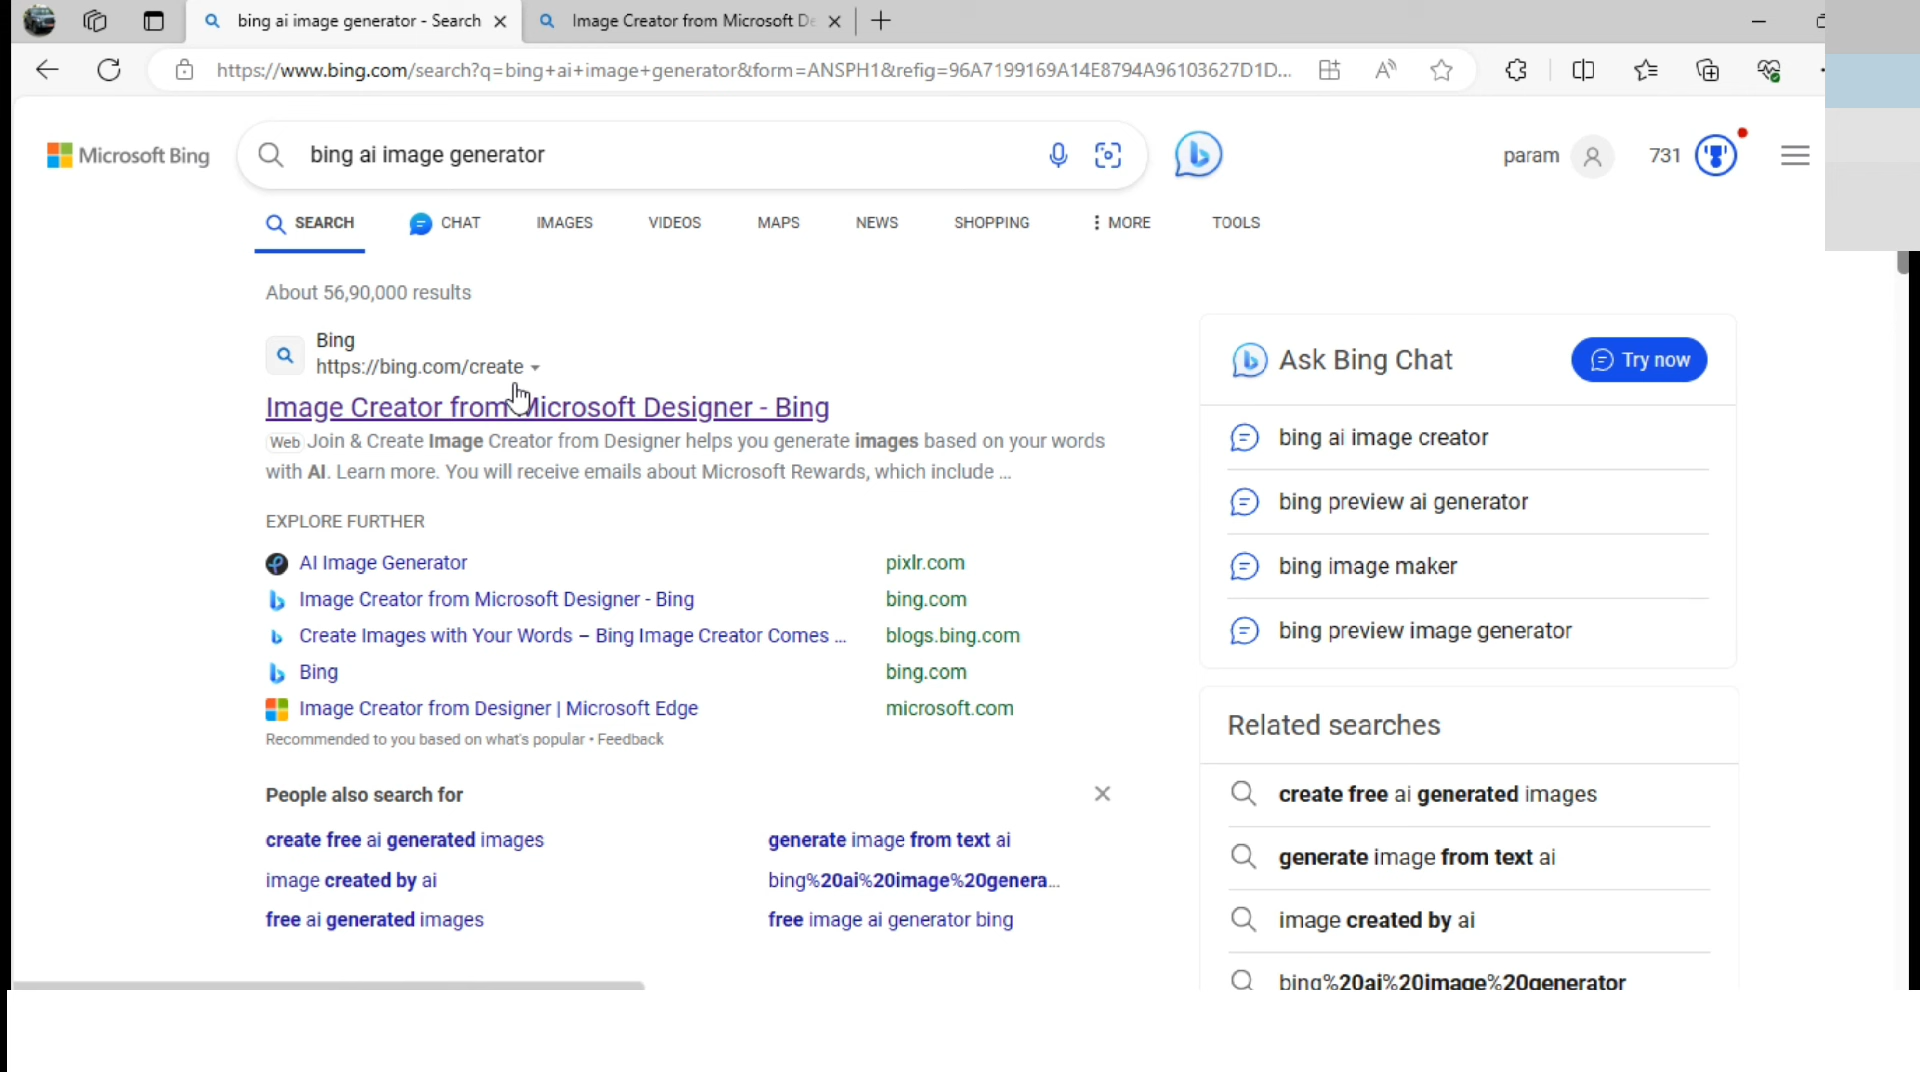 bing ai image generator - Search
Image Creator from Microsoft De
https://www.bing.com/search?q=bing+ai+image+generator&form=ANSPH1&refig=96A7199169A14E8794A96103627D1D...
Microsoft Bing
bing ai image generator
param
731
SEARCH
CHAT
IMAGES
VIDEOS
MAPS
NEWS
SHOPPING
MORE
TOOLS
About 56,90,000 results
Bing
https://bing.com/create
Image Creator from Microsoft Designer - Bing
Web Join & Create Image Creator from Designer helps you generate images based on your words
with AI. Learn more. You will receive emails about Microsoft Rewards, which include ...
EXPLORE FURTHER
AI Image Generator pixlr.com
Image Creator from Microsoft Designer - Bing bing.com
Create Images with Your Words – Bing Image Creator Comes ... blogs.bing.com
Bing bing.com
Image Creator from Designer | Microsoft Edge microsoft.com
Recommended to you based on what's popular • Feedback
People also search for
create free ai generated images
generate image from text ai
image created by ai
bing%20ai%20image%20genera...
free ai generated images
free image ai generator bing
Ask Bing Chat
Try now
bing ai image creator
bing preview ai generator
bing image maker
bing preview image generator
Related searches
create free ai generated images
generate image from text ai
image created by ai
bing%20ai%20image%20generator